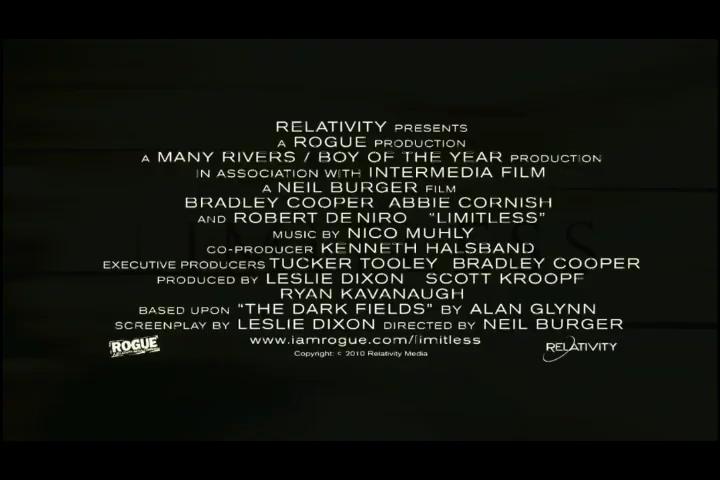 RELATIVITY PRESENTS
A ROGUE PRODUCTION
A MANY RIVERS / BOY OF THE YEAR PRODUCTION
IN ASSOCIATION WITH INTERMEDIA FILM
A NEIL BURGER FILM
BRADLEY COOPER ABBIE CORNISH
AND ROBERT DE NIRO "LIMITLESS"
MUSIC BY NICO MUHLY
CO-PRODUCER KENNETH HALSBAND
EXECUTIVE PRODUCERS TUCKER TOOLEY BRADLEY COOPER
PRODUCED BY LESLIE DIXON SCOTT KROOPF
RYAN KAVANAUGH
BASED UPON "THE DARK FIELDS" BY ALAN GLYNN
SCREENPLAY BY LESLIE DIXON DIRECTED BY NEIL BURGER
www.iamrogue.com/limitless
Copyright: © 2010 Relativity Media
ROGUE
RELATIVITY